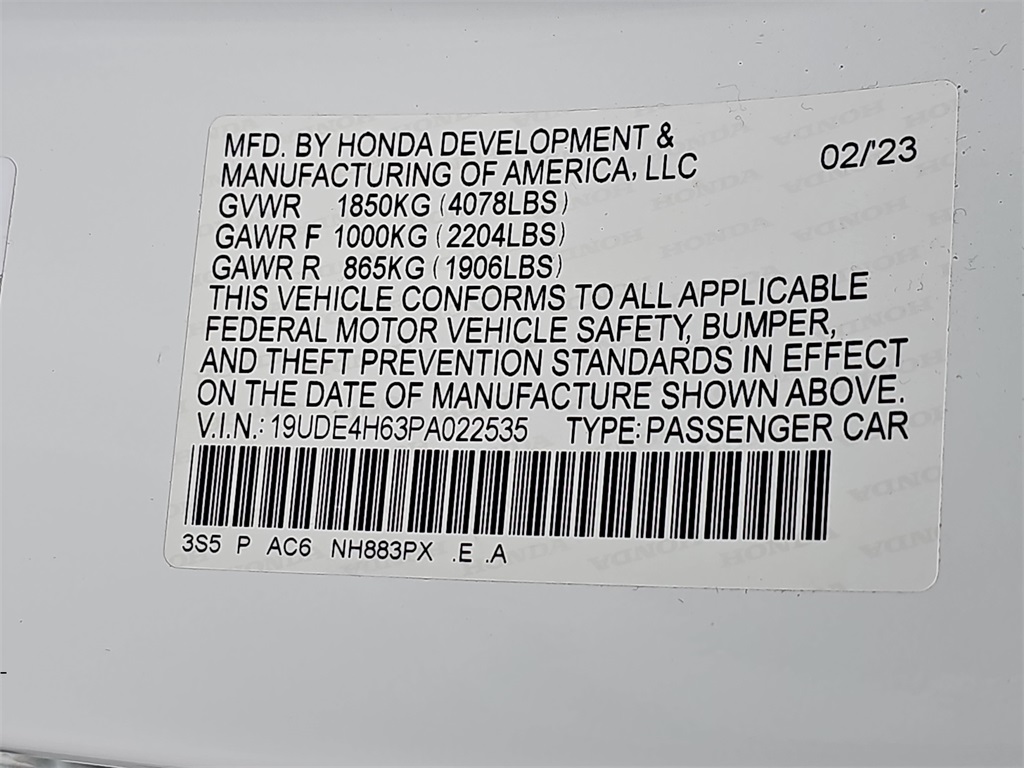 MFD. BY HONDA DEVELOPMENT &
MANUFACTURING OF AMERICA, LLC 02/'23
GVWR 1850KG (4078LBS)
GAWR F 1000KG (2204LBS)
GAWR R 865KG (1906LBS)
THIS VEHICLE CONFORMS TO ALL APPLICABLE
FEDERAL MOTOR VEHICLE SAFETY, BUMPER,
AND THEFT PREVENTION STANDARDS IN EFFECT
ON THE DATE OF MANUFACTURE SHOWN ABOVE.
V.I.N.: 19UDE4H63PA022535 TYPE: PASSENGER CAR
3S5 P AC6 NH883PX .E .A